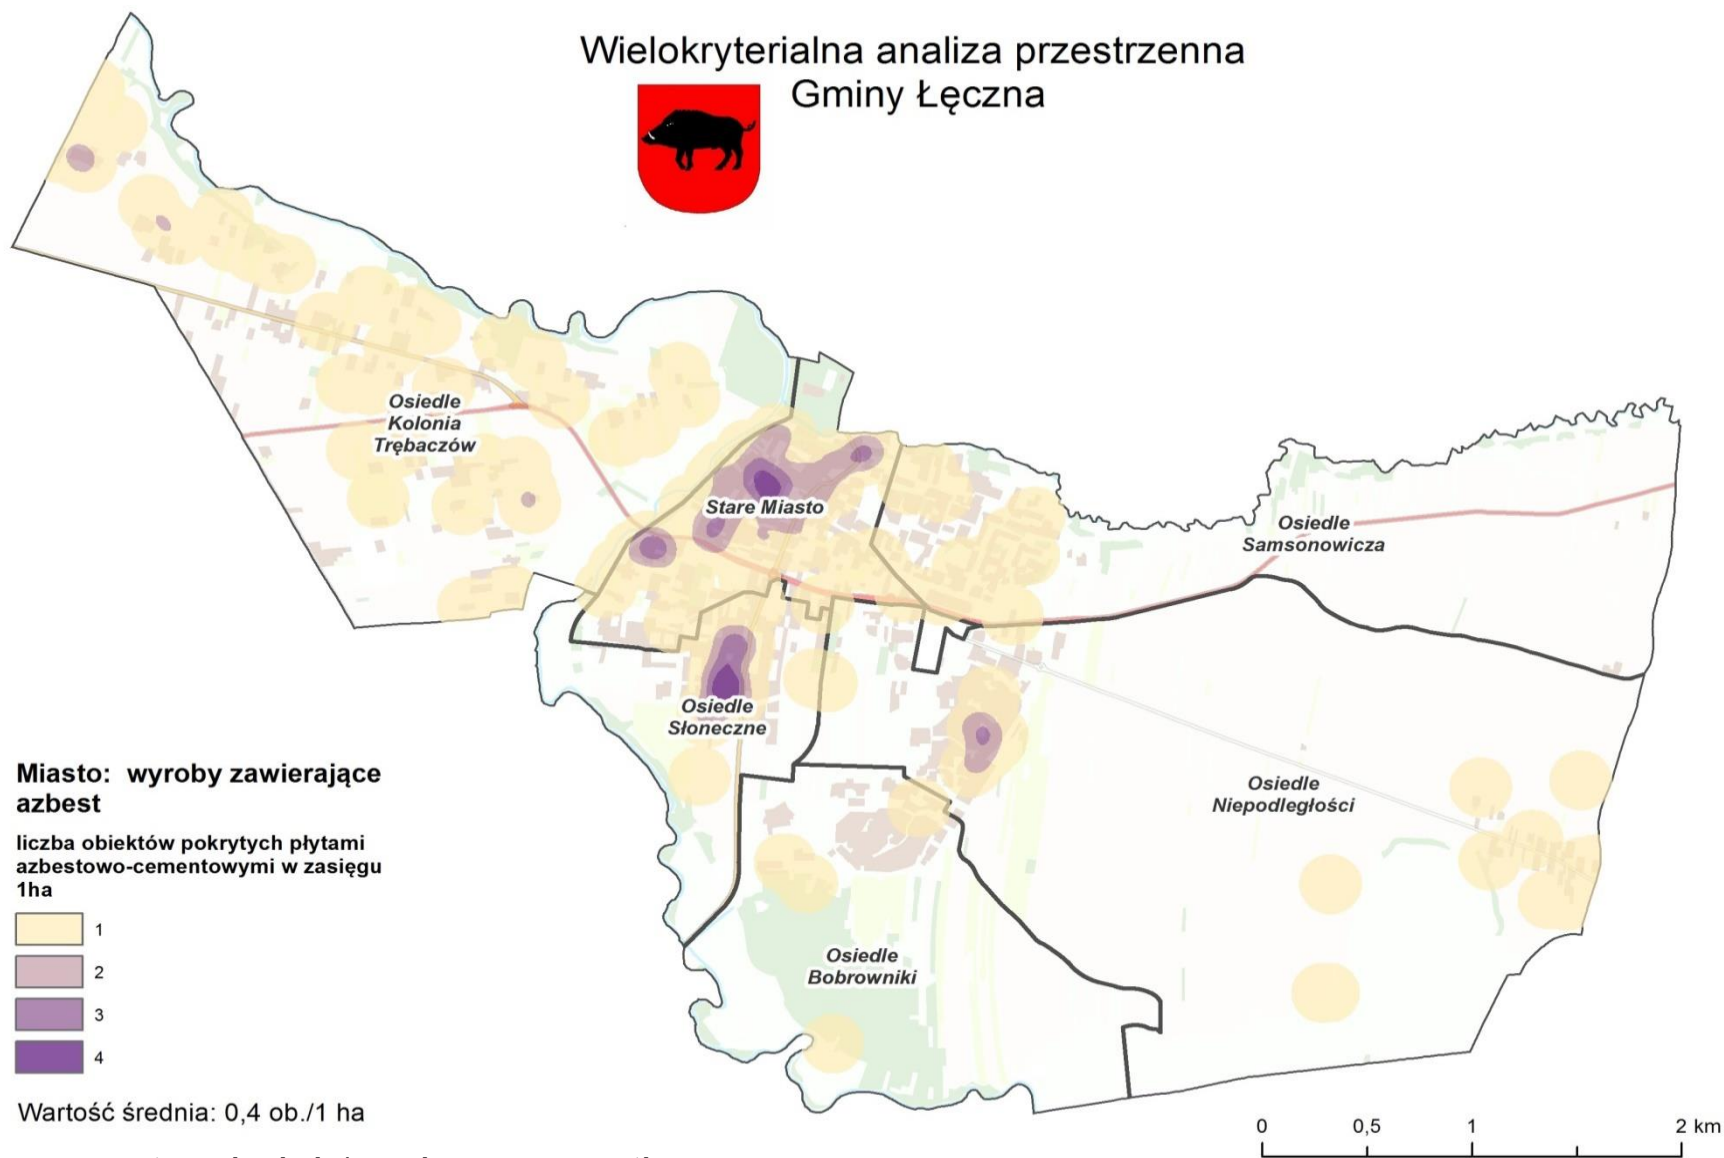 Wielokryterialna analiza przestrzenna
Gminy Łęczna
Osiedle
Kolonia
Trębaczów
Stare Miasto
Osiedle
Samsonowicza
Osiedle
Słoneczne
Osiedle
Niepodległości
Osiedle
Bobrowniki
Miasto: wyroby zawierające
azbest
liczba obiektów pokrytych płytami
azbestowo-cementowymi w zasięgu
1ha
1
2
3
4
Wartość średnia: 0,4 ob./1 ha
0 0,5 1 2 km